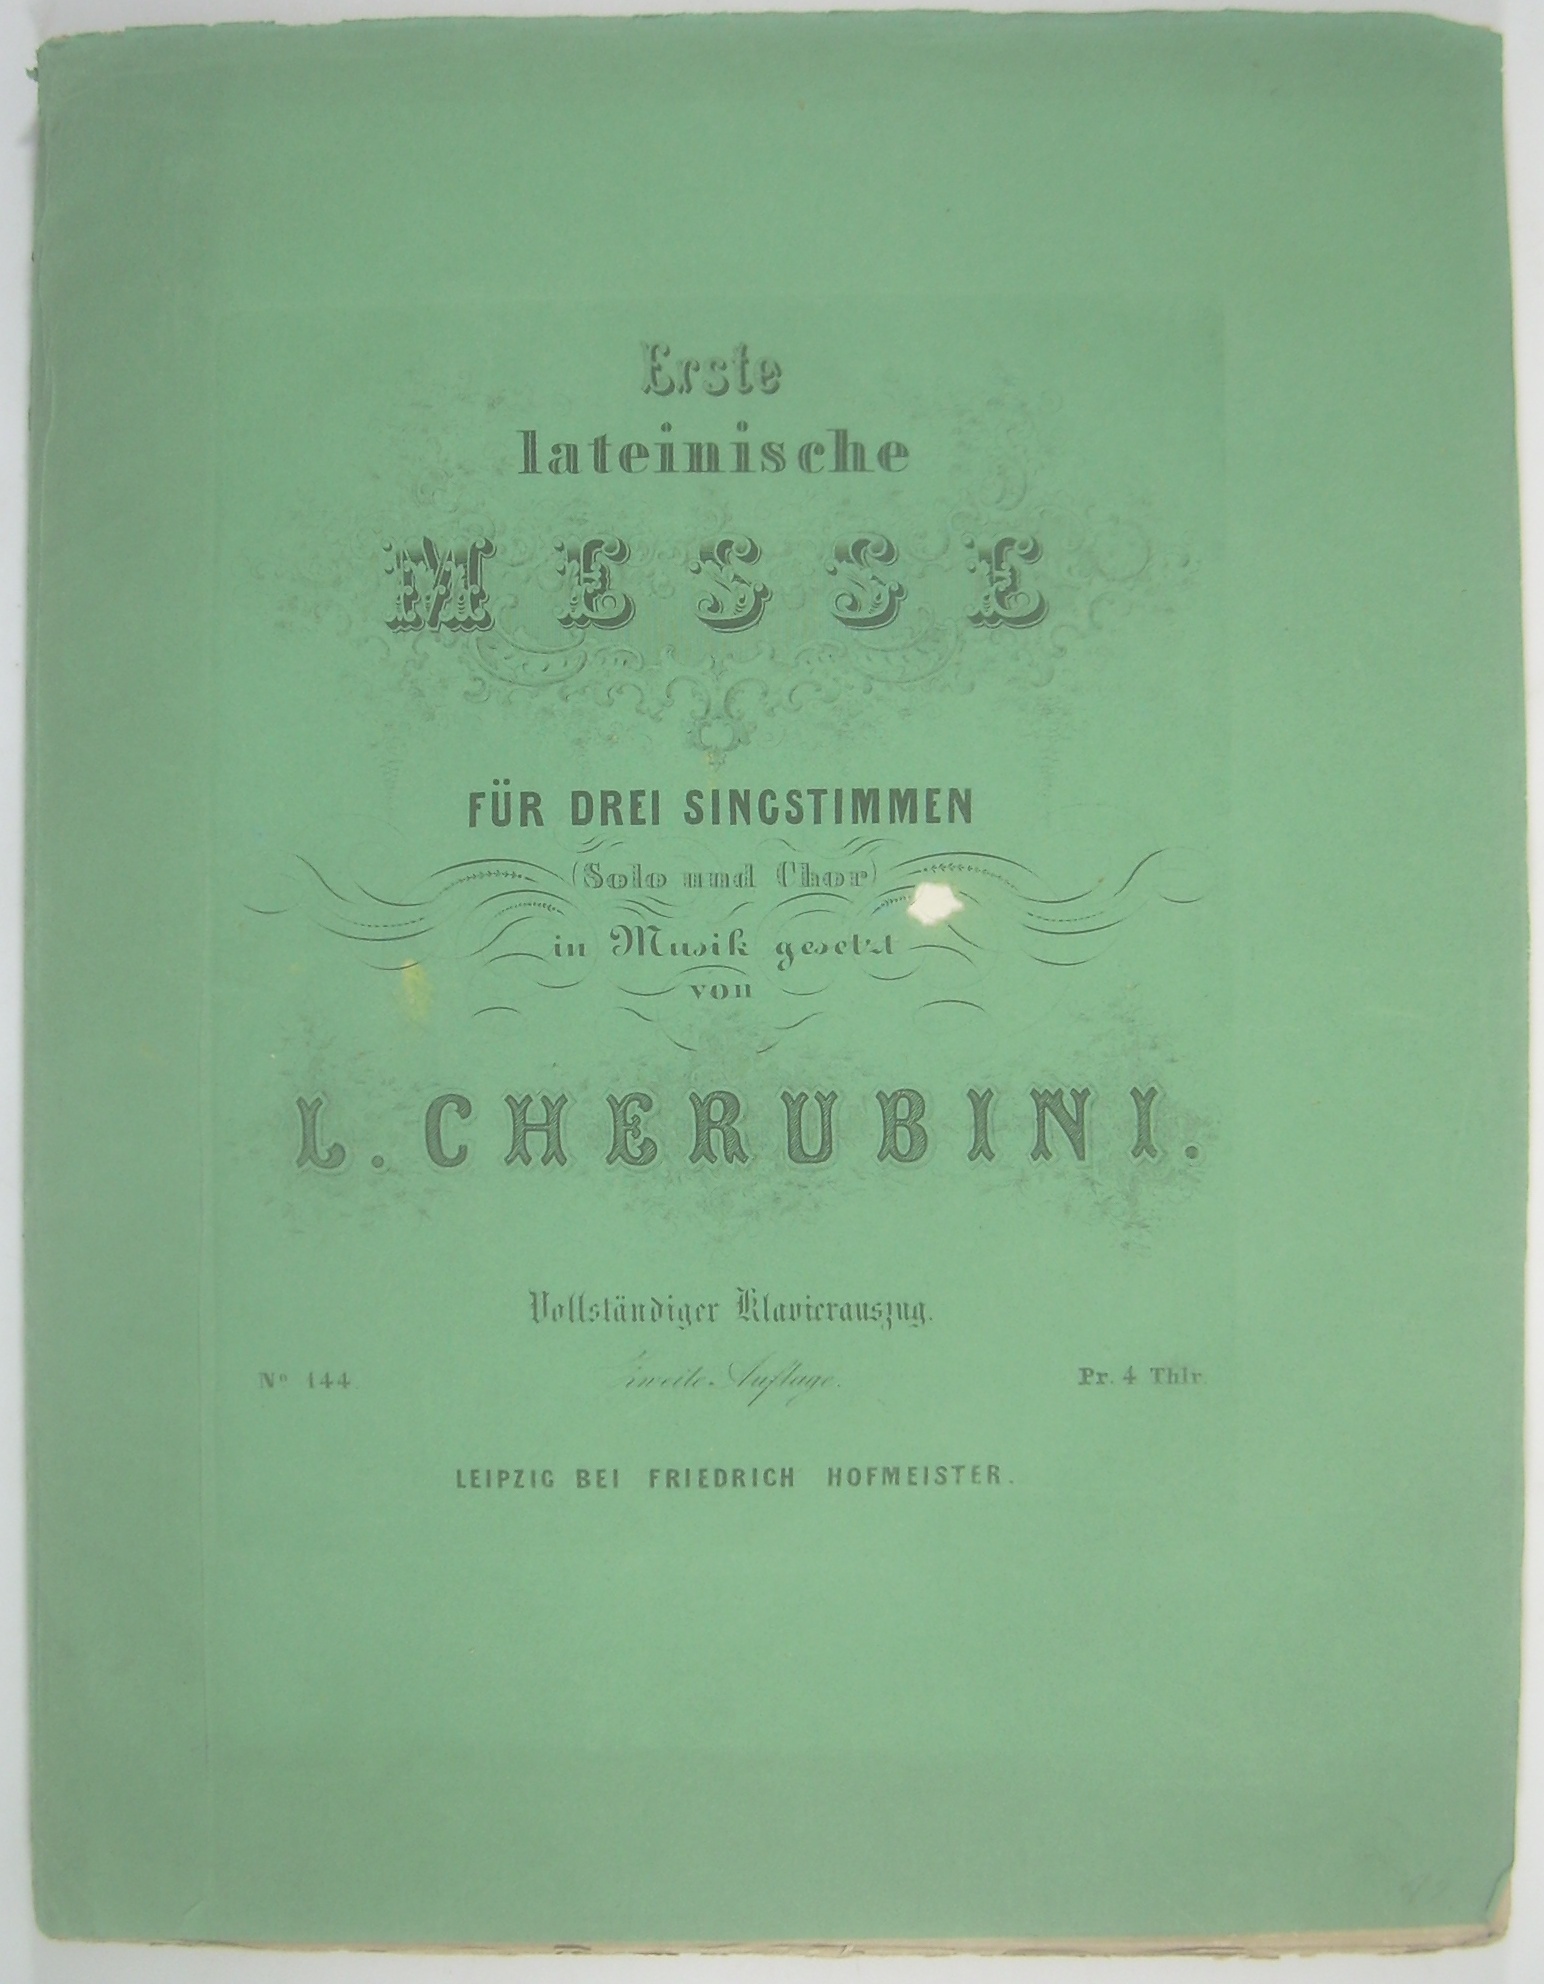 Erste
lateinische
MESSE
FÜR DREI SINGSTIMMEN
(Solo und Chor)
in Musik gesetzt
von
L. CHERUBINI.
Vollständiger Klavierauszug.
Nº 144. Zweite Auflage. Pr. 4 Thlr.
LEIPZIG BEI FRIEDRICH HOFMEISTER.